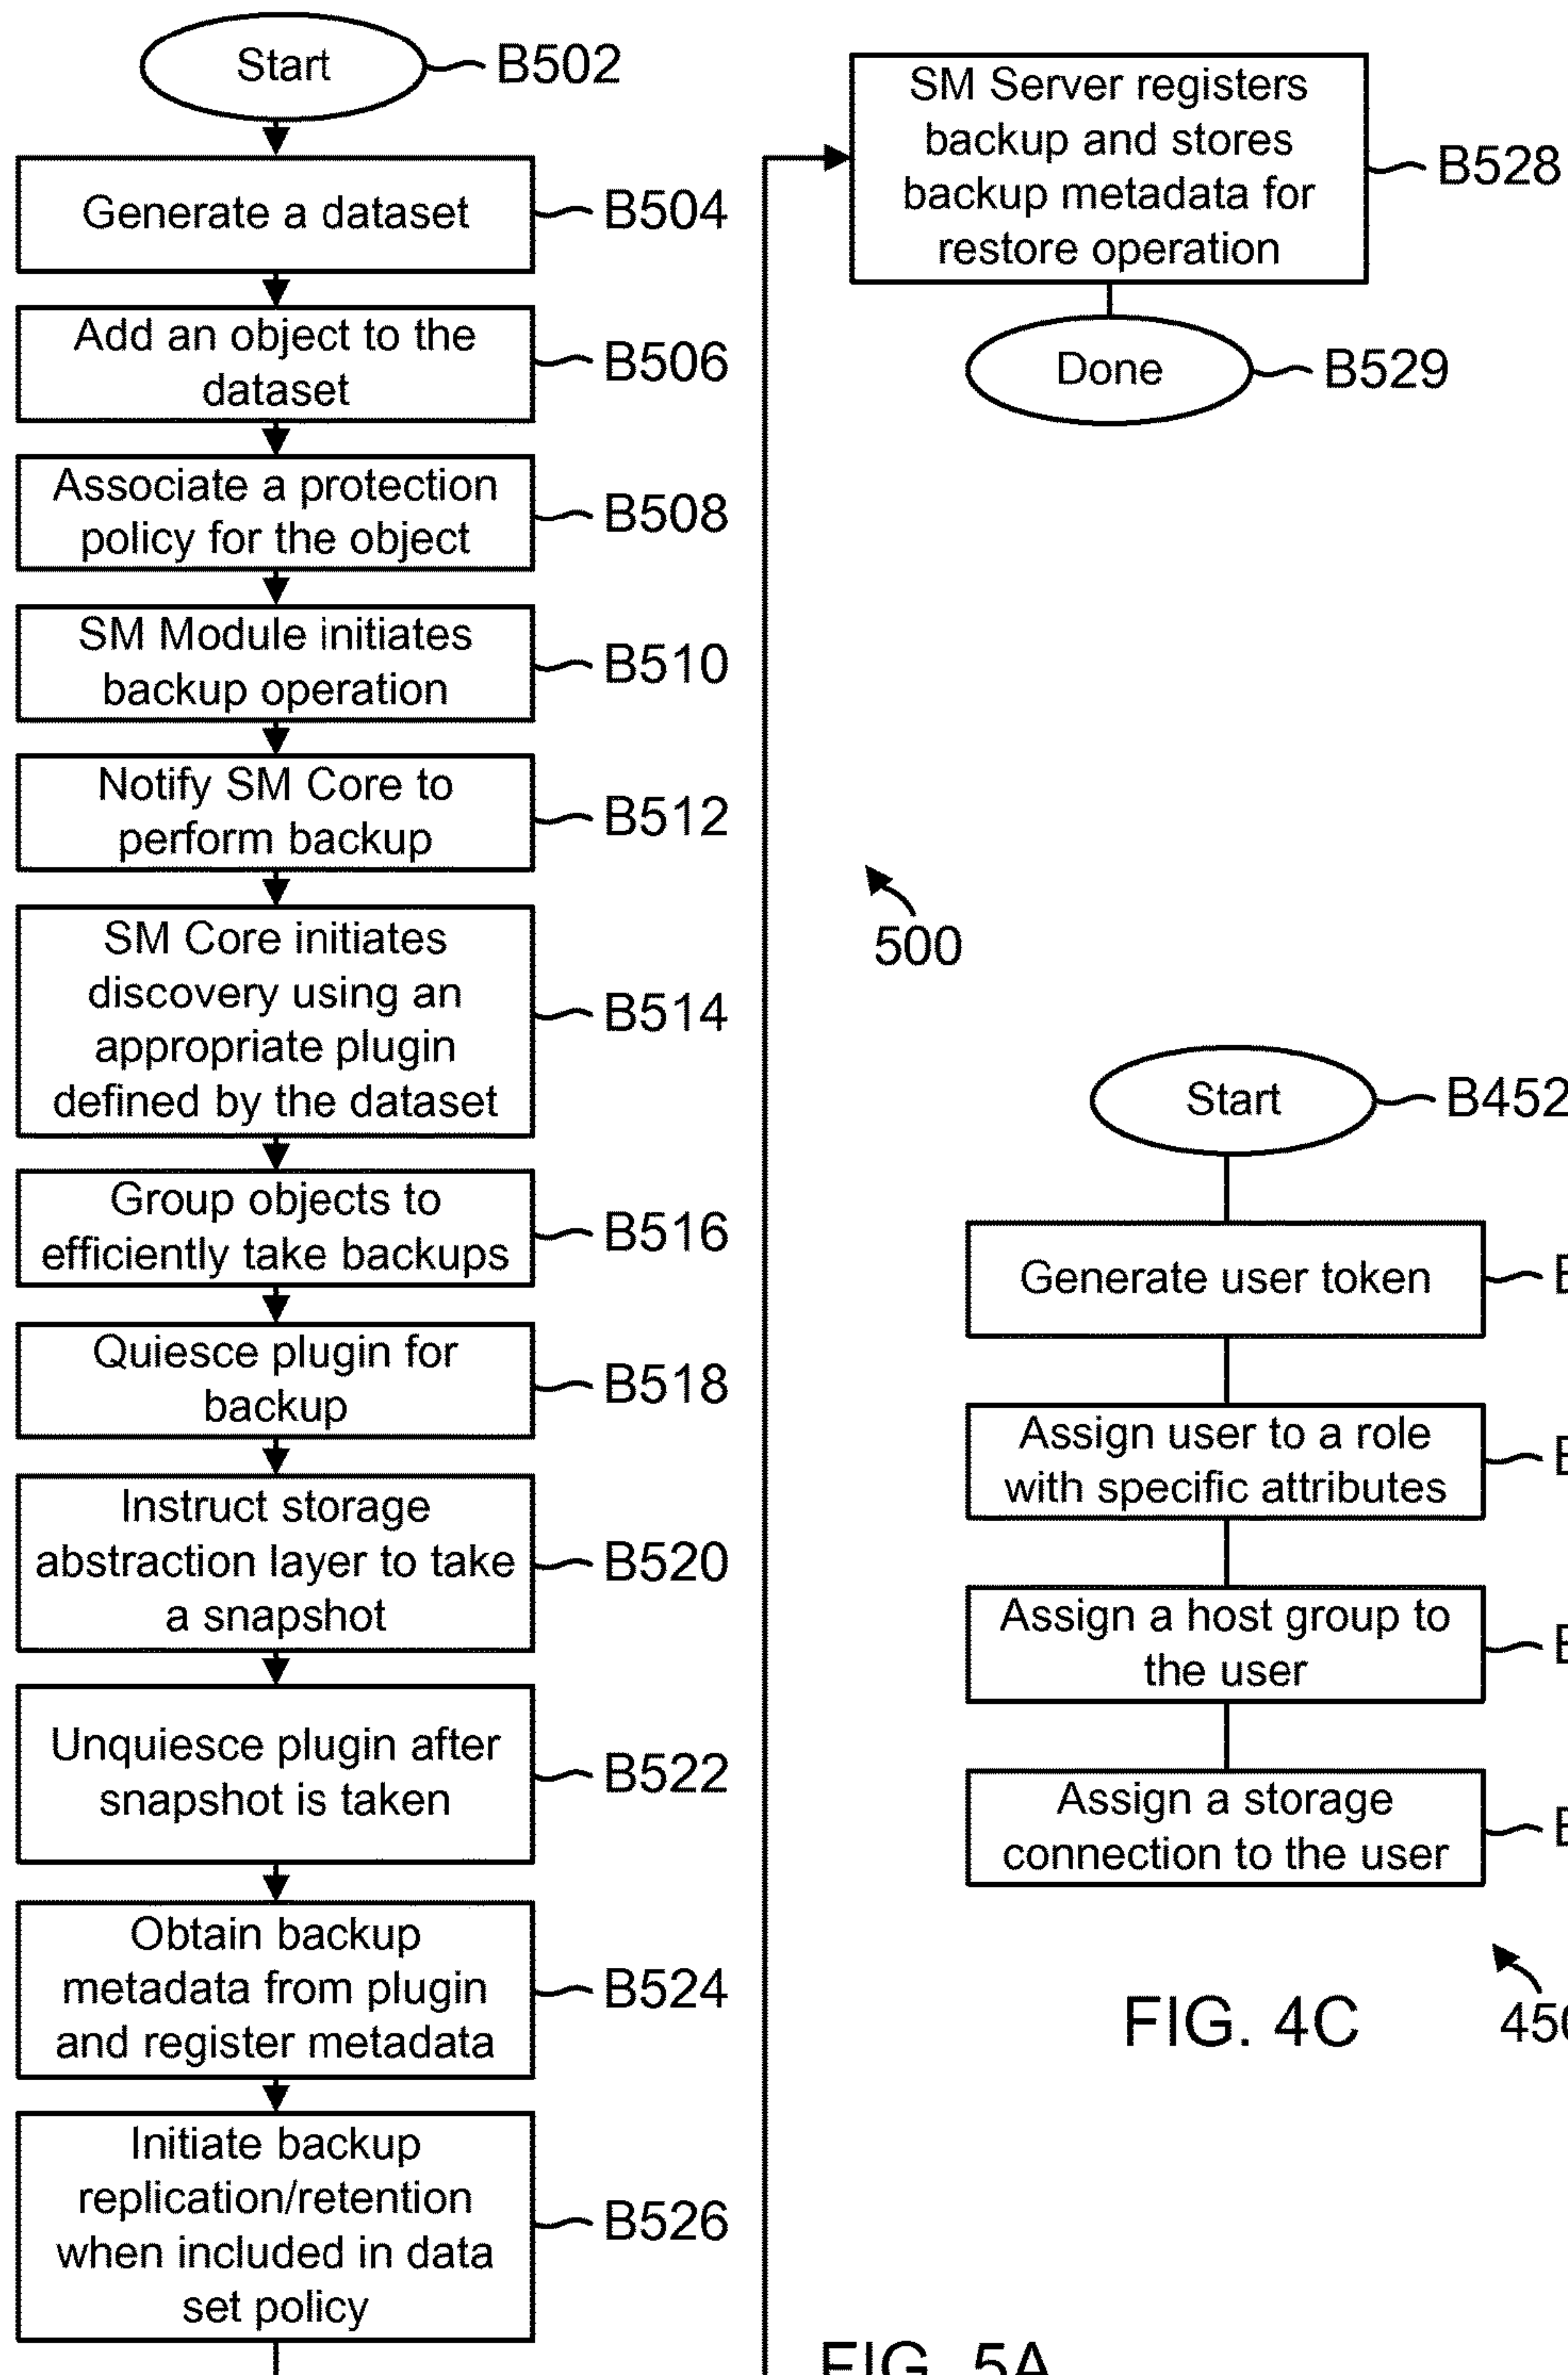 Start
B502
Generate a dataset
B504
Add an object to the
dataset
B506
Associate a protection
policy for the object
B508
SM Module initiates
backup operation
B510
Notify SM Core to
perform backup
B512
SM Core initiates
discovery using an
appropriate plugin
defined by the dataset
B514
Group objects to
efficiently take backups
B516
Quiesce plugin for
backup
B518
Instruct storage
abstraction layer to take
a snapshot
B520
Unquiesce plugin after
snapshot is taken
B522
Obtain backup
metadata from plugin
and register metadata
B524
Initiate backup
replication/retention
when included in data
set policy
B526
SM Server registers
backup and stores
backup metadata for
restore operation
B528
Done
B529
500
FIG. 5A
Start
B452
Generate user token
Assign user to a role
with specific attributes
Assign a host group to
the user
Assign a storage
connection to the user
FIG. 4C